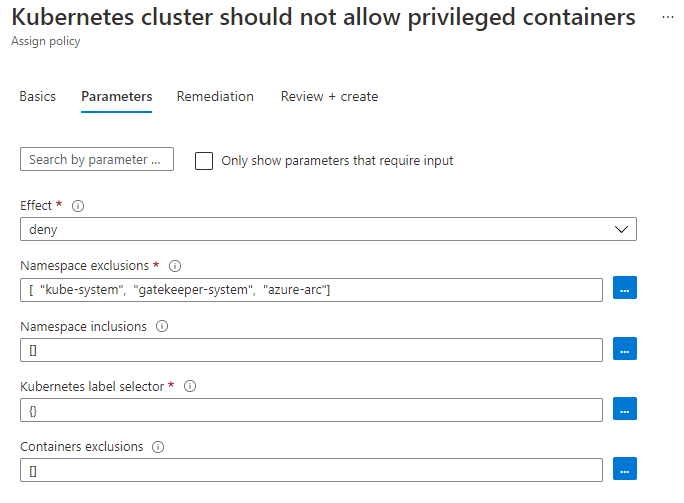 Kubernetes cluster should not allow privileged containers ...
Assign policy
Basics Parameters Remediation Review + create
Search by parameter ... Only show parameters that require input
Effect *
deny
Namespace exclusions *
[ "kube-system", "gatekeeper-system", "azure-arc"] ...
Namespace inclusions
[] ...
Kubernetes label selector *
{} ...
Containers exclusions
[] ...